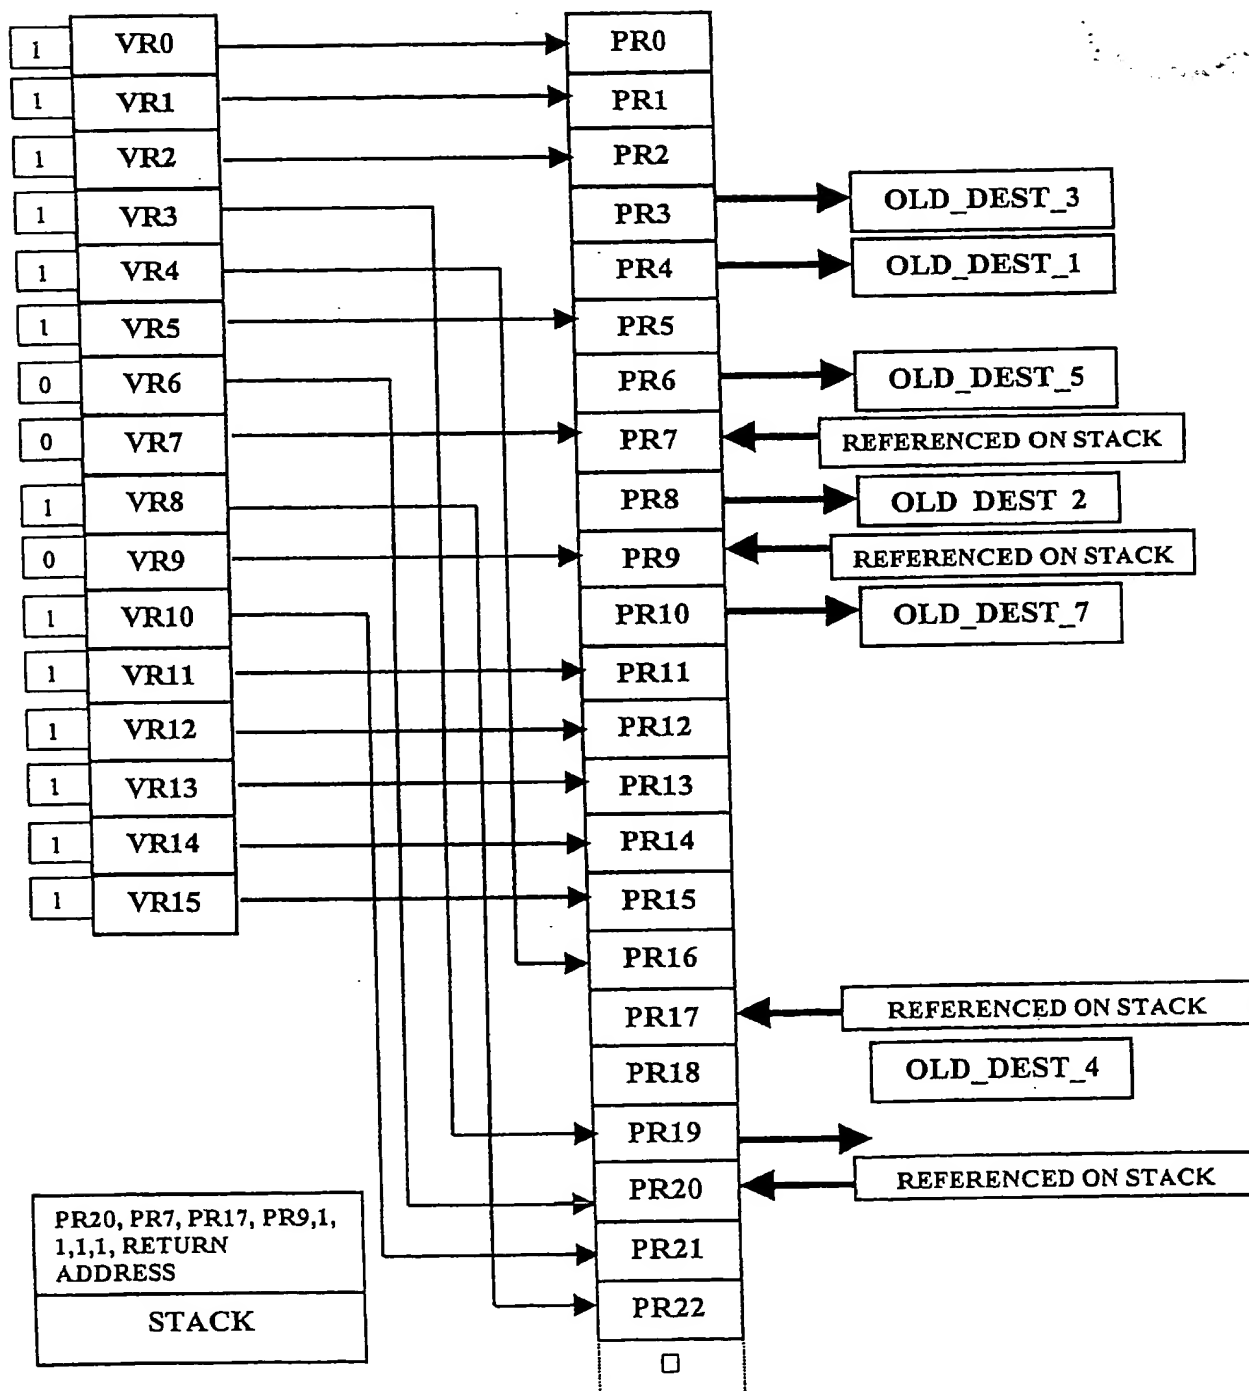 1 VR0 PR0
1 VR1 PR1
1 VR2 PR2
1 VR3 PR3 OLD_DEST_3
1 VR4 PR4 OLD_DEST_1
1 VR5 PR5
0 VR6 PR6 OLD_DEST_5
0 VR7 PR7 REFERENCED ON STACK
1 VR8 PR8 OLD DEST 2
0 VR9 PR9 REFERENCED ON STACK
1 VR10 PR10 OLD_DEST_7
1 VR11 PR11
1 VR12 PR12
1 VR13 PR13
1 VR14 PR14
1 VR15 PR15
PR16
PR17 REFERENCED ON STACK
PR18 OLD_DEST_4
PR19
PR20 REFERENCED ON STACK
PR21
PR22
PR20, PR7, PR17, PR9,1,
1,1,1, RETURN
ADDRESS
STACK